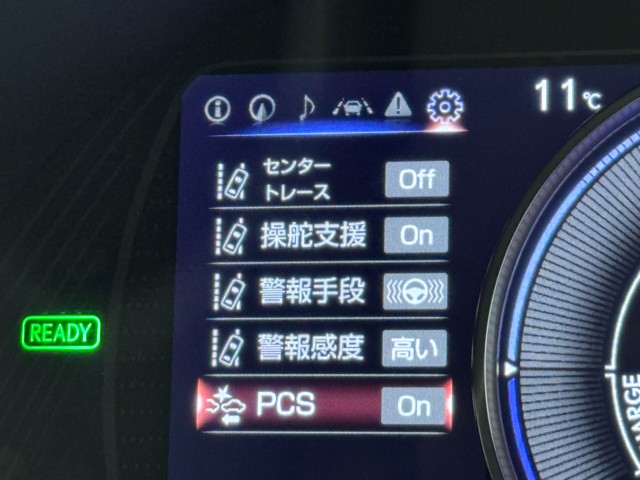 11℃
センター
トレース
Off
操舵支援
On
警報手段
警報感度
高い
PCS
On
READY
CHARGE